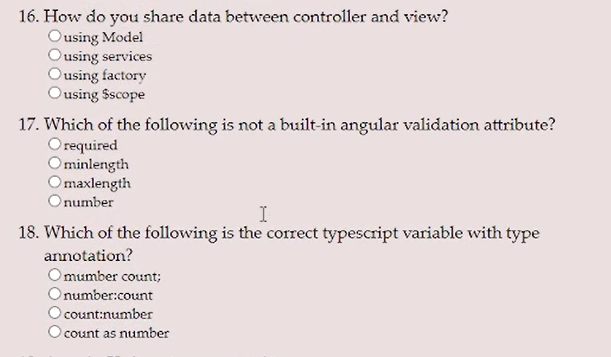 16. How do you share data between controller and view?
using Model
using services
using factory
using $scope
17. Which of the following is not a built-in angular validation attribute?
required
minlength
maxlength
number
18. Which of the following is the correct typescript variable with type
annotation?
mumber count;
number:count
count:number
count as number